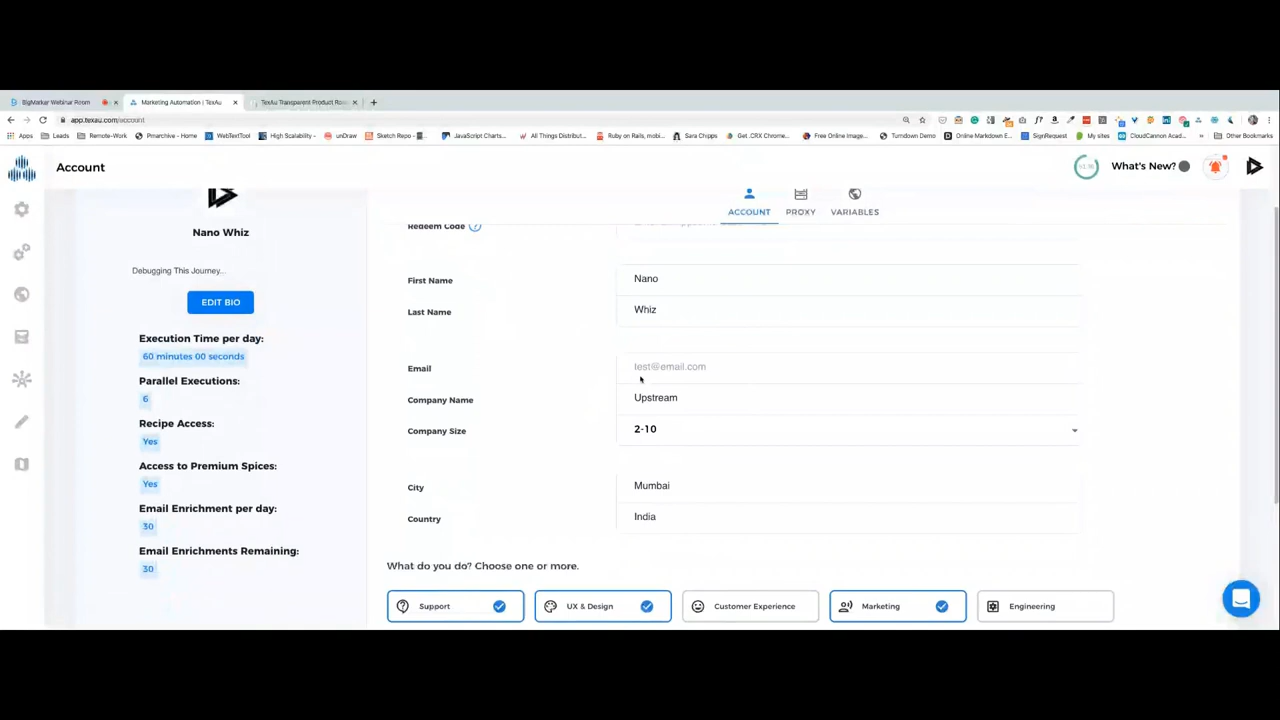 BigMarker Webinar Room
Marketing Automation | TexAu
TexAu Transparent Product Roa
app.texau.com/account
Apps
Leads
Remote-Work
Pmarchive - Home
WebTextTool
High Scalability -
unDraw
Sketch Repo -
JavaScript Charts...
All Things Distribut...
Ruby on Rails, mobi...
Sara Chipps
Get .CRX Chrome...
Free Online Image...
Turndown Demo
Online Markdown E...
SignRequest
My sites
CloudCannon Acad...
»
Other Bookmarks
Account
What's New?
ACCOUNT
PROXY
VARIABLES
Nano Whiz
Debugging This Journey...
EDIT BIO
Execution Time per day:
60 minutes 00 seconds
Parallel Executions:
6
Recipe Access:
Yes
Access to Premium Spices:
Yes
Email Enrichment per day:
30
Email Enrichments Remaining:
30
Redeem Code ?
First Name
Nano
Last Name
Whiz
Email
test@email.com
Company Name
Upstream
Company Size
2-10
City
Mumbai
Country
India
What do you do? Choose one or more.
Support
UX & Design
Customer Experience
Marketing
Engineering